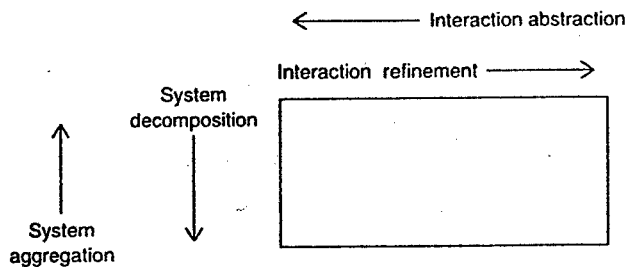 Interaction abstraction
Interaction refinement
System
decomposition
System
aggregation